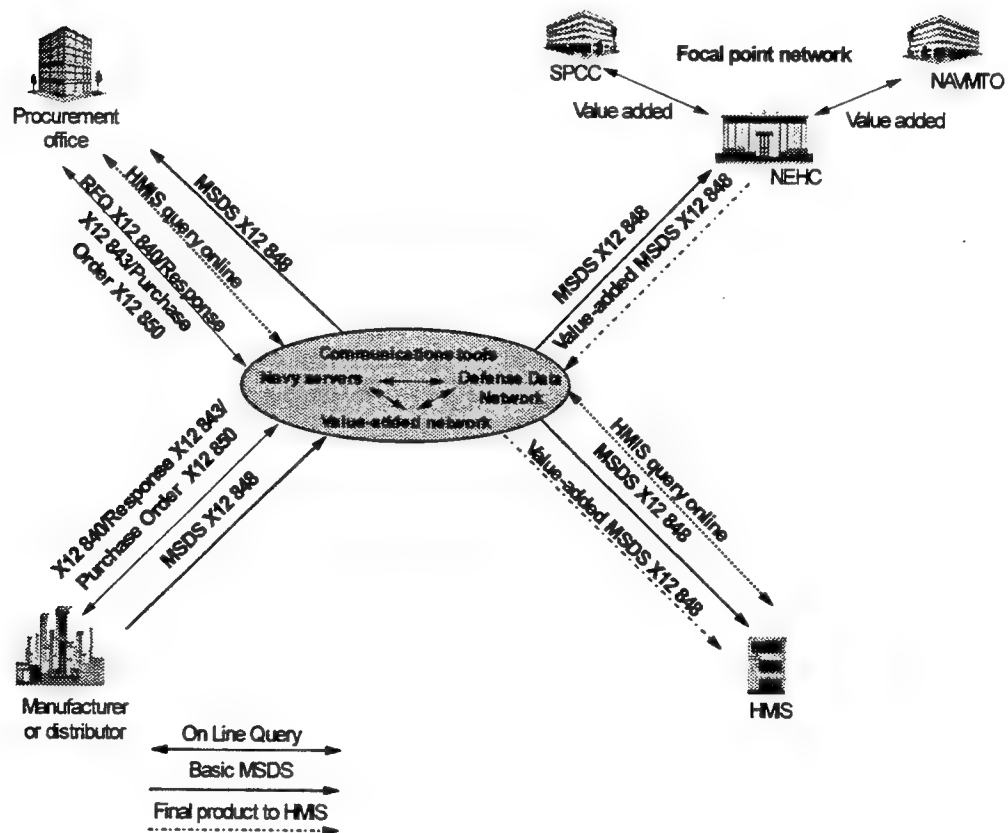 Procurement
office
SPCC
Focal point network
NAVMTO
Value added
Value added
NEHC
MSDS X12 848
HMIS query online
RFQ X12 840/Response
X12 843/Purchase
Order X12 850
MSDS X12 848
Value-added MSDS X12 848
Communications tools
Navy servers
Defense Data
Network
Value-added network
X12 840/Response X12 843/
Purchase Order X12 850
MSDS X12 848
HMIS query online
MSDS X12 848
Value-added MSDS X12 848
Manufacturer
or distributor
HMIS
On Line Query
Basic MSDS
Final product to HMIS